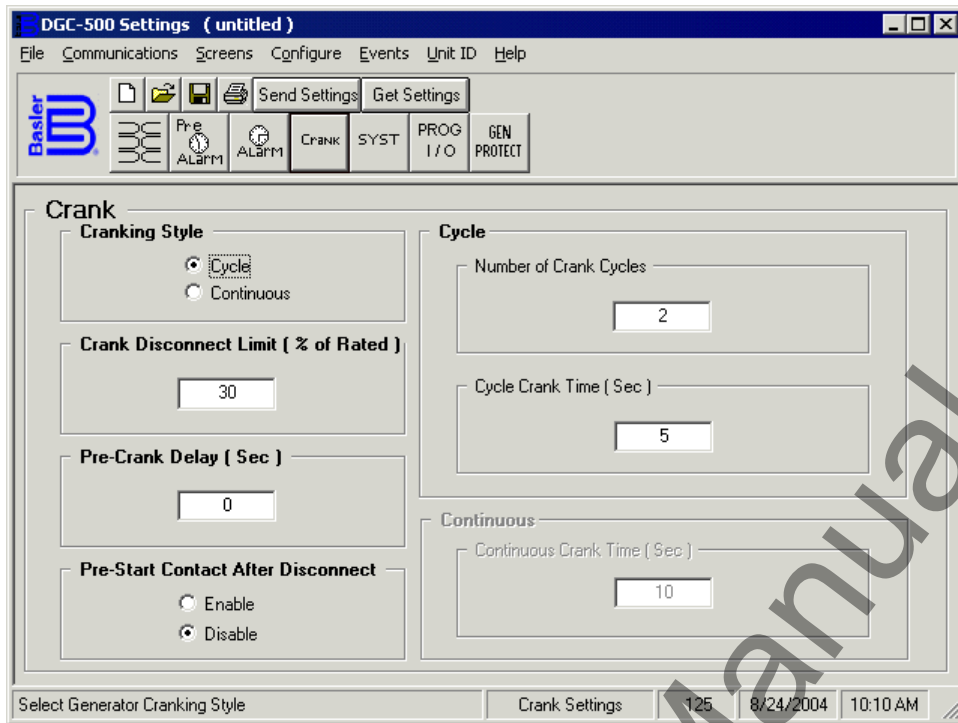 DGC-500 Settings ( untitled )
File Communications Screens Configure Events Unit ID Help
Basler
Send Settings Get Settings
Pre ALarm
ALarm
Crank
SYST
PROG I/O
GEN PROTECT
Crank
Cranking Style
Cycle
Continuous
Crank Disconnect Limit ( % of Rated )
30
Pre-Crank Delay ( Sec )
0
Pre-Start Contact After Disconnect
Enable
Disable
Cycle
Number of Crank Cycles
2
Cycle Crank Time ( Sec )
5
Continuous
Continuous Crank Time ( Sec )
10
Select Generator Cranking Style Crank Settings 125 8/24/2004 10:10 AM
Manual